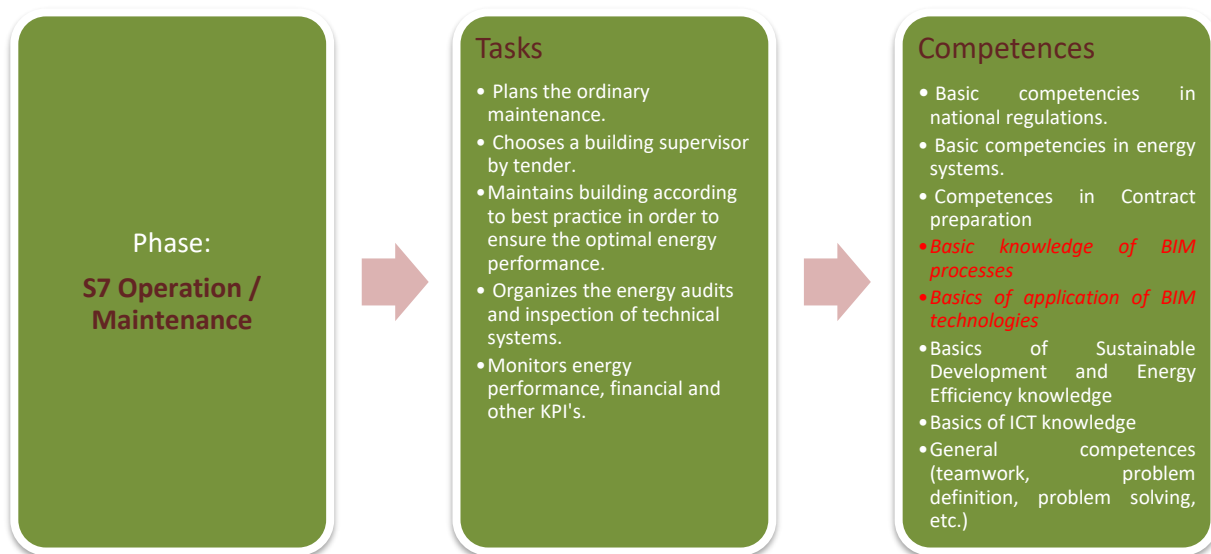 Phase:
S7 Operation /
Maintenance
Tasks
• Plans the ordinary
maintenance.
• Chooses a building supervisor
by tender.
•Maintains building according
to best practice in order to
ensure the optimal energy
performance.
• Organizes the energy audits
and inspection of technical
systems.
•Monitors energy
performance, financial and
other KPI's.
Competences
• Basic competencies in
national regulations.
• Basic competencies in energy
systems.
• Competences in Contract
preparation
•Basic knowledge of BIM
processes
•Basics of application of BIM
technologies
•Basics of Sustainable
Development and Energy
Efficiency knowledge
•Basics of ICT knowledge
•General competences
(teamwork, problem
definition, problem solving,
etc.)